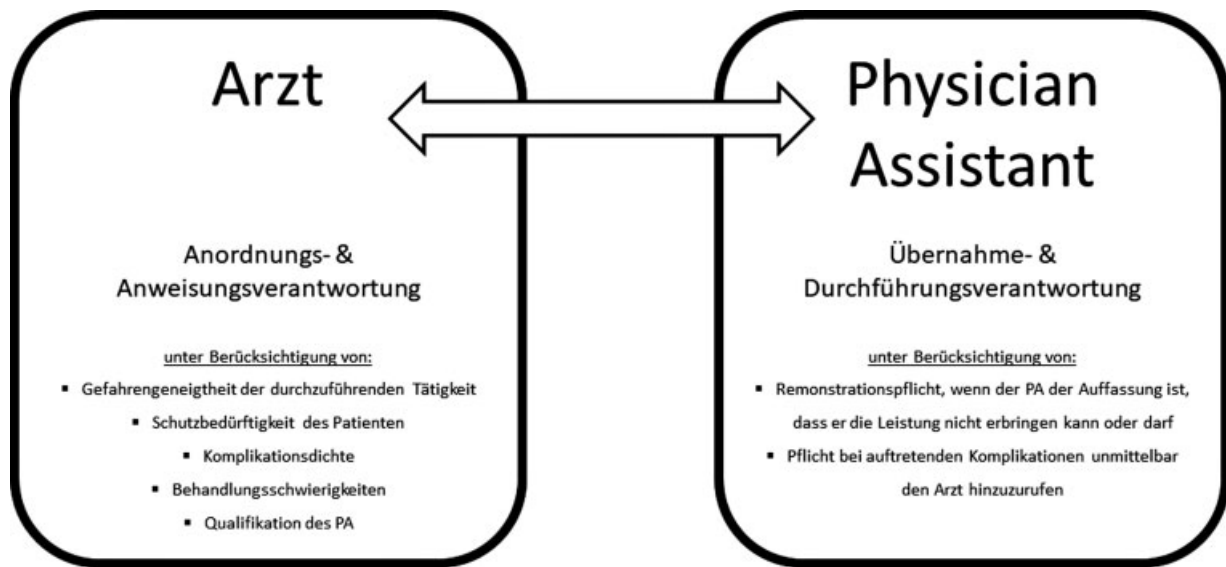 Arzt
Anordnungs- &
Anweisungsverantwortung
unter Berücksichtigung von:
▪ Gefahrengeneigtheit der durchzuführenden Tätigkeit
▪ Schutzbedürftigkeit des Patienten
▪ Komplikationsdichte
▪ Behandlungsschwierigkeiten
▪ Qualifikation des PA
Physician
Assistant
Übernahme- &
Durchführungsverantwortung
unter Berücksichtigung von:
▪ Remonstrationspflicht, wenn der PA der Auffassung ist,
dass er die Leistung nicht erbringen kann oder darf
▪ Pflicht bei auftretenden Komplikationen unmittelbar
den Arzt hinzuzurufen